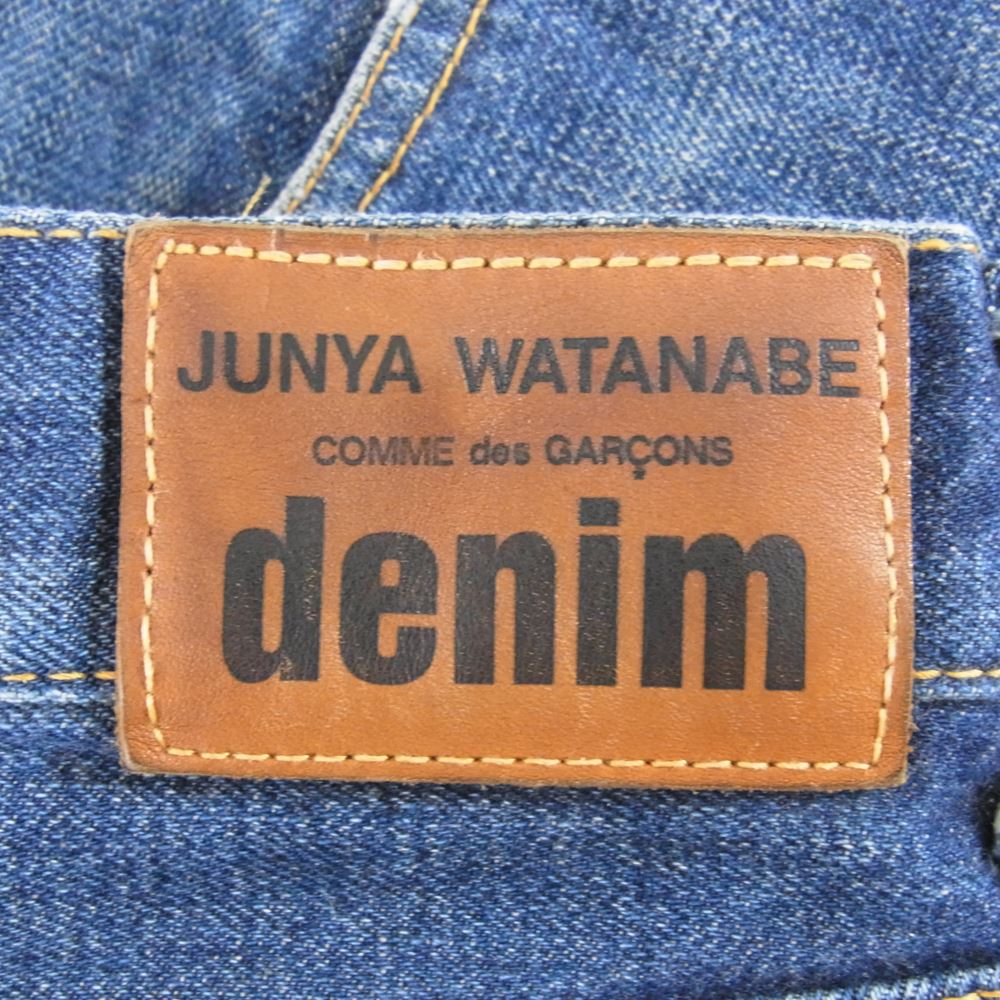 JUNYA WATANABE
COMME des GARÇONS
denim